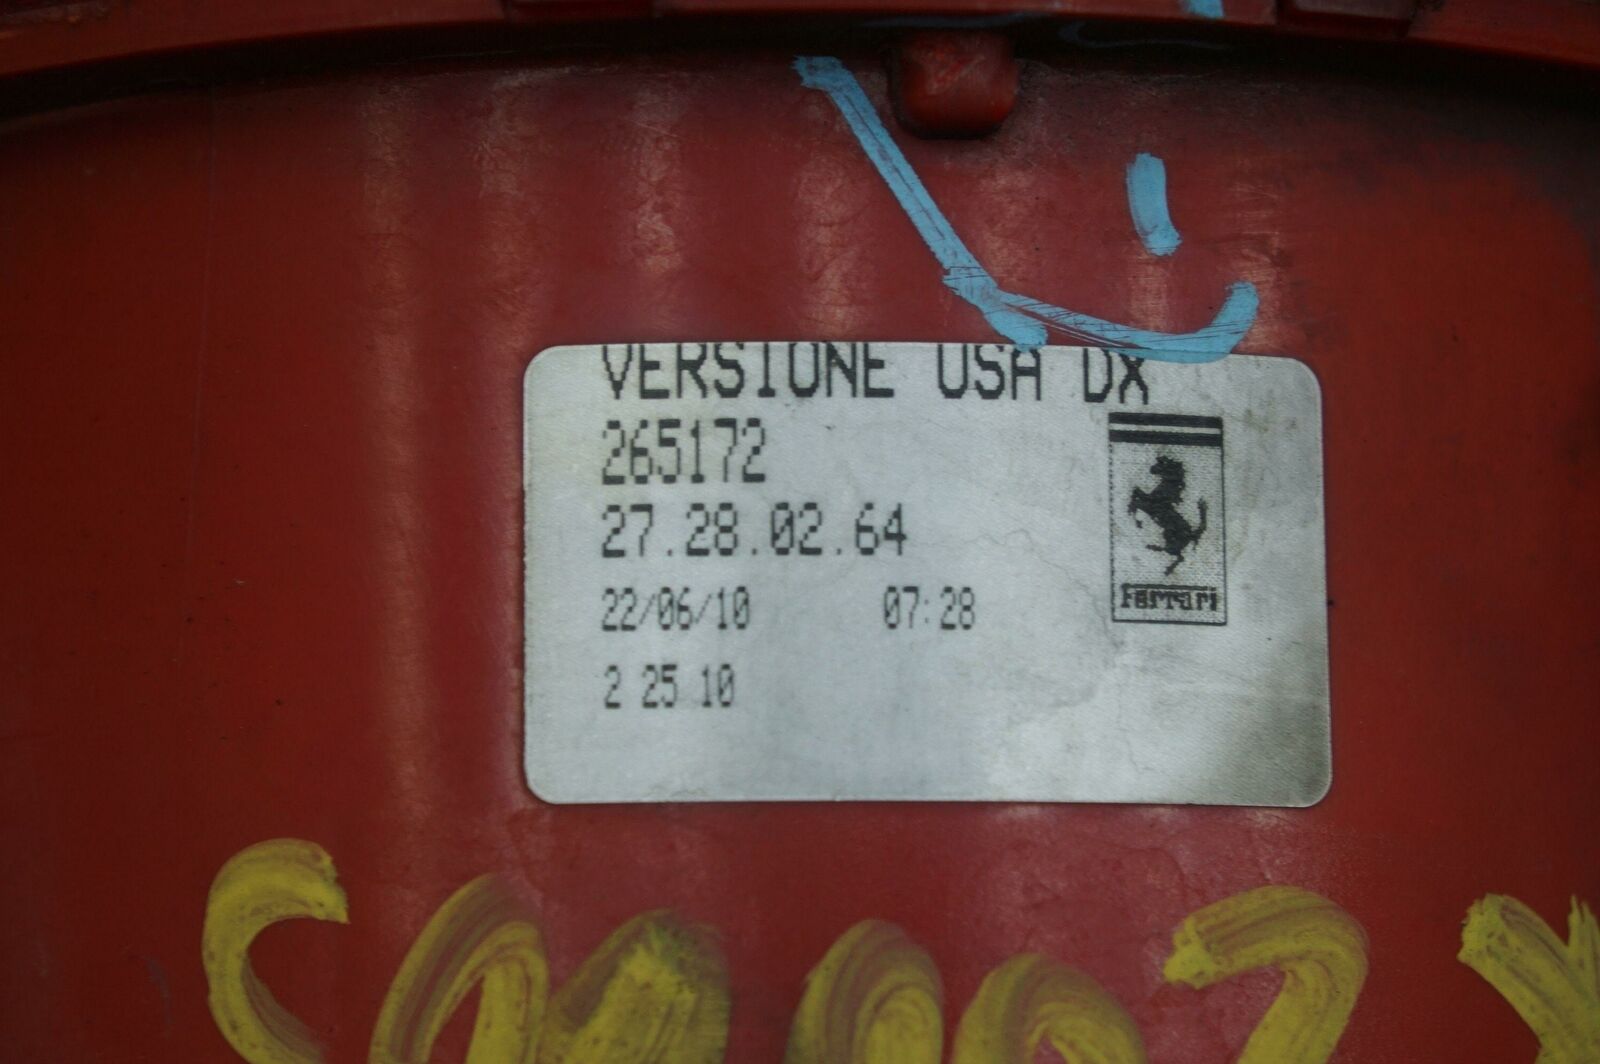 VERSIONE USA DX
265172
27.28.02.64
22/06/10 07:28
2 25 10
Ferrari